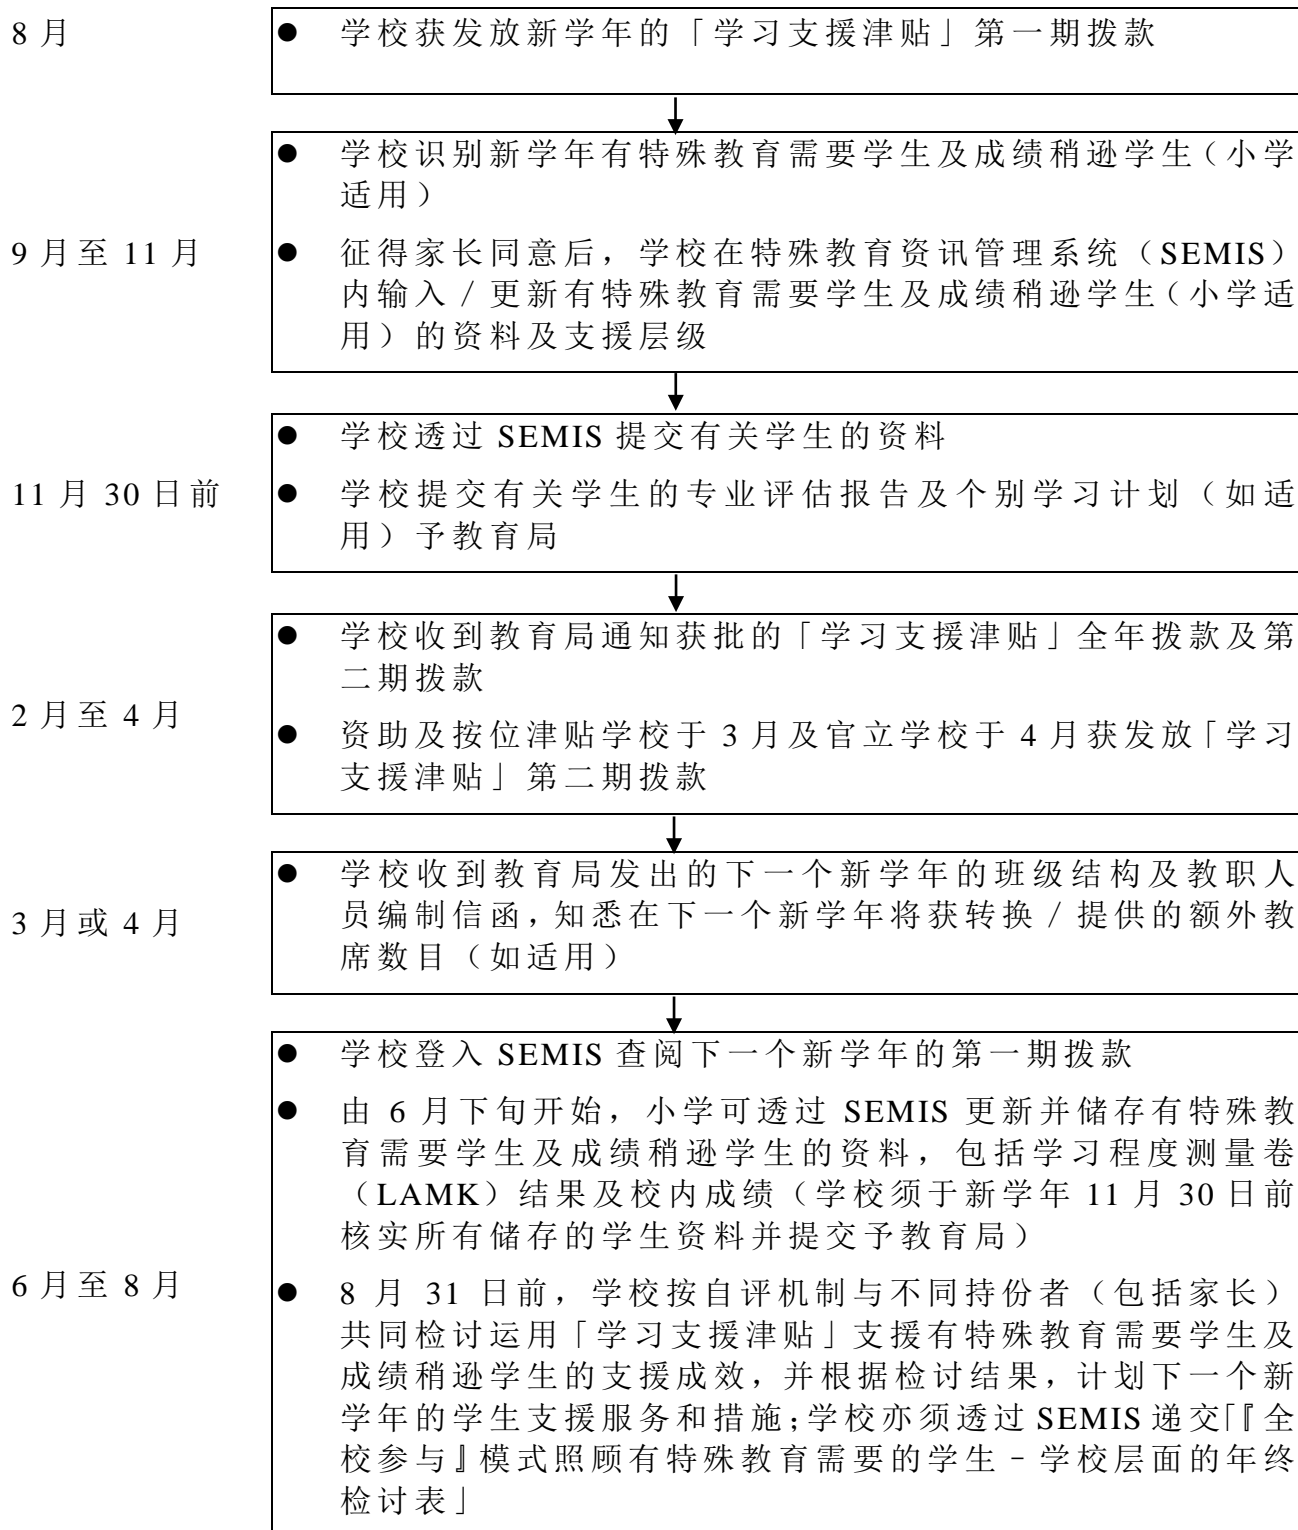 8 月
● 学校获发放新学年的「学习支援津贴」第一期拨款
● 学校识别新学年有特殊教育需要学生及成绩稍逊学生（小学
适用）
9 月至 11 月
● 征得家长同意后，学校在特殊教育资讯管理系统（SEMIS）
内输入／更新有特殊教育需要学生及成绩稍逊学生（小学适
用）的资料及支援层级
● 学校透过 SEMIS 提交有关学生的资料
11 月 30 日前
● 学校提交有关学生的专业评估报告及个别学习计划（如适
用）予教育局
● 学校收到教育局通知获批的「学习支援津贴」全年拨款及第
二期拨款
2 月至 4 月
● 资助及按位津贴学校于 3 月及官立学校于 4 月获发放「学习
支援津贴」第二期拨款
● 学校收到教育局发出的下一个新学年的班级结构及教职人
3 月或 4 月
员编制信函，知悉在下一个新学年将获转换／提供的额外教
席数目（如适用）
● 学校登入 SEMIS 查阅下一个新学年的第一期拨款
● 由 6 月下旬开始，小学可透过 SEMIS 更新并储存有特殊教
育需要学生及成绩稍逊学生的资料，包括学习程度测量卷
（LAMK）结果及校内成绩（学校须于新学年 11 月 30 日前
核实所有储存的学生资料并提交予教育局）
6 月至 8 月
● 8 月 31 日前，学校按自评机制与不同持份者（包括家长）
共同检讨运用「学习支援津贴」支援有特殊教育需要学生及
成绩稍逊学生的支援成效，并根据检讨结果，计划下一个新
学年的学生支援服务和措施；学校亦须透过 SEMIS 递交「『全
校参与』模式照顾有特殊教育需要的学生 – 学校层面的年终
检讨表」